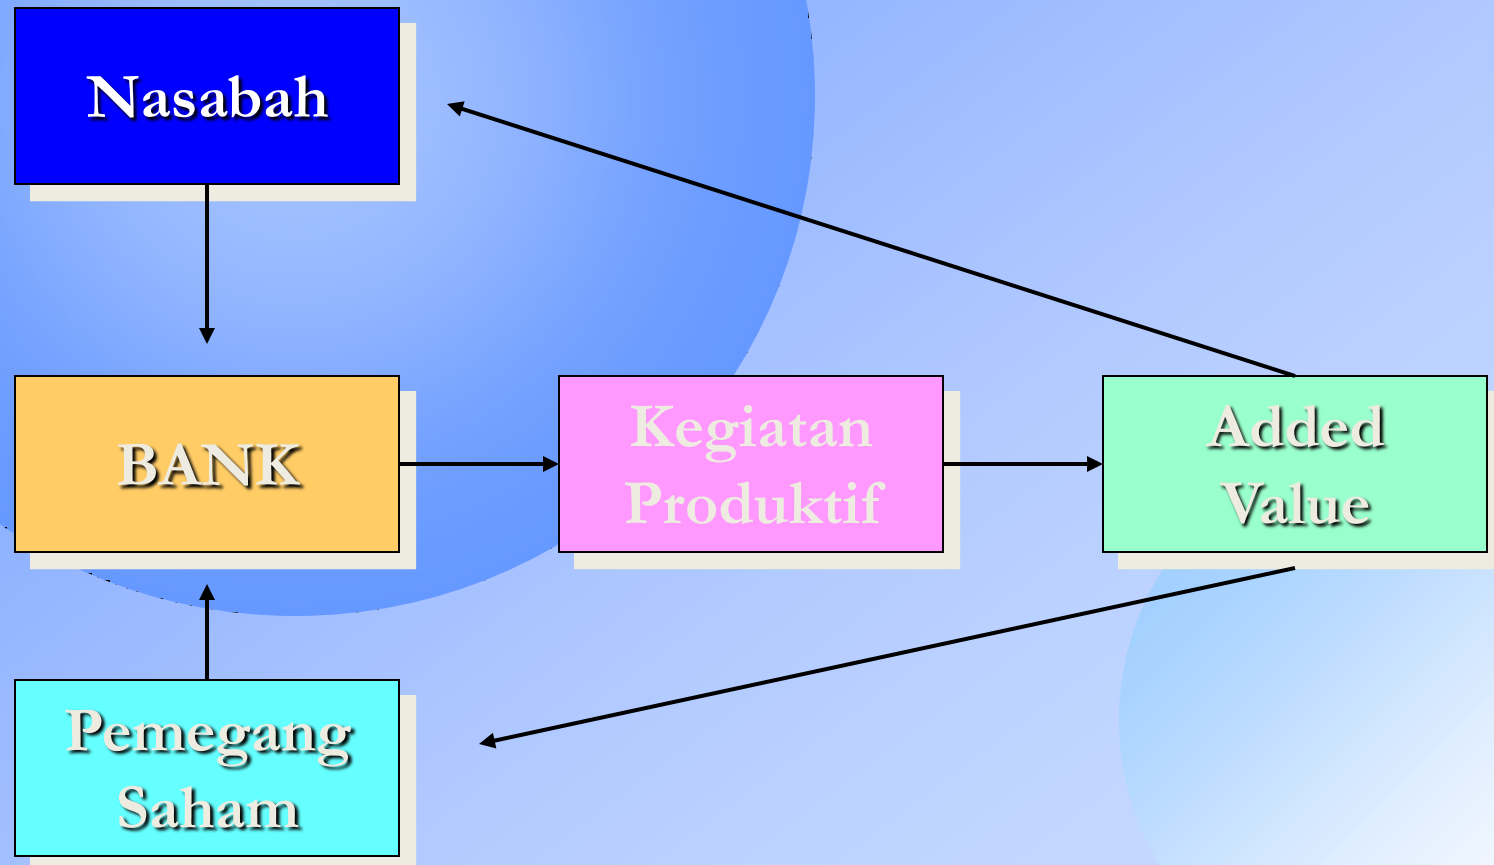 Nasabah
BANK
Kegiatan
Produktif
Added
Value
Pemegang
Saham